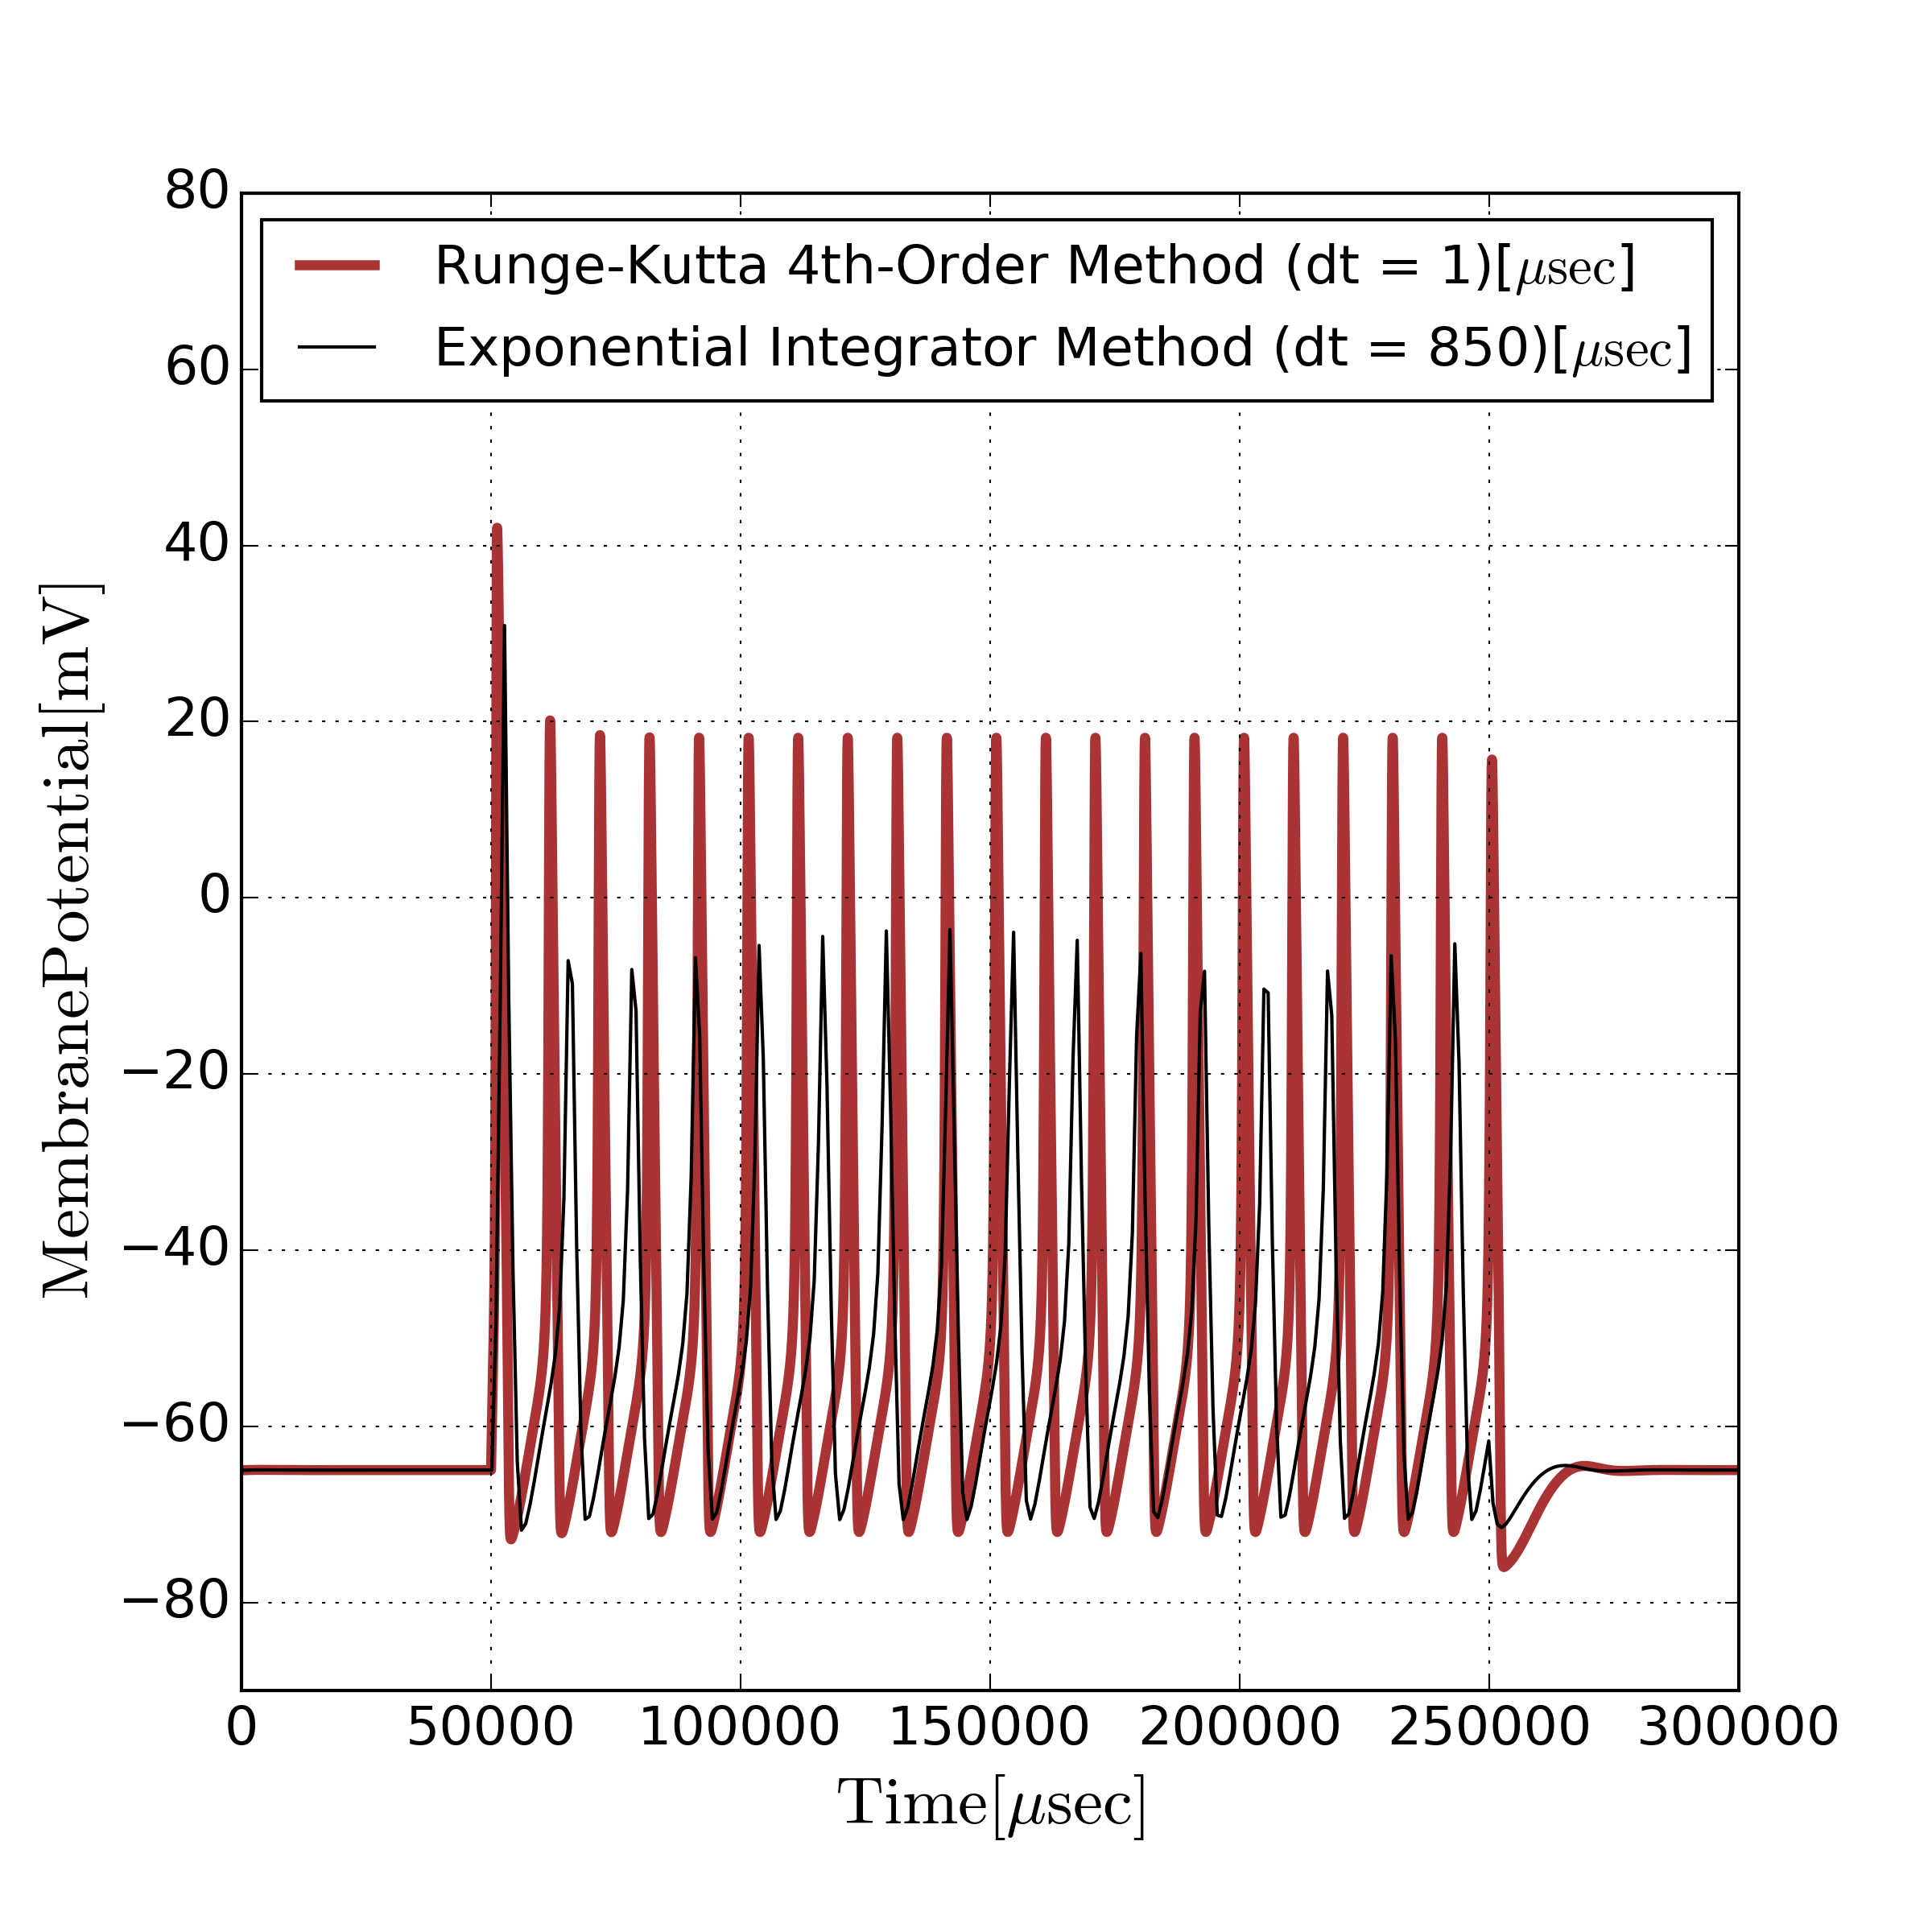 80
60
40
20
0
−20
−40
−60
−80
Runge-Kutta 4th-Order Method (dt = 1)[μsec]
Exponential Integrator Method (dt = 850)[μsec]
MembranePotential[mV]
0 50000 100000 150000 200000 250000 300000
Time[μsec]